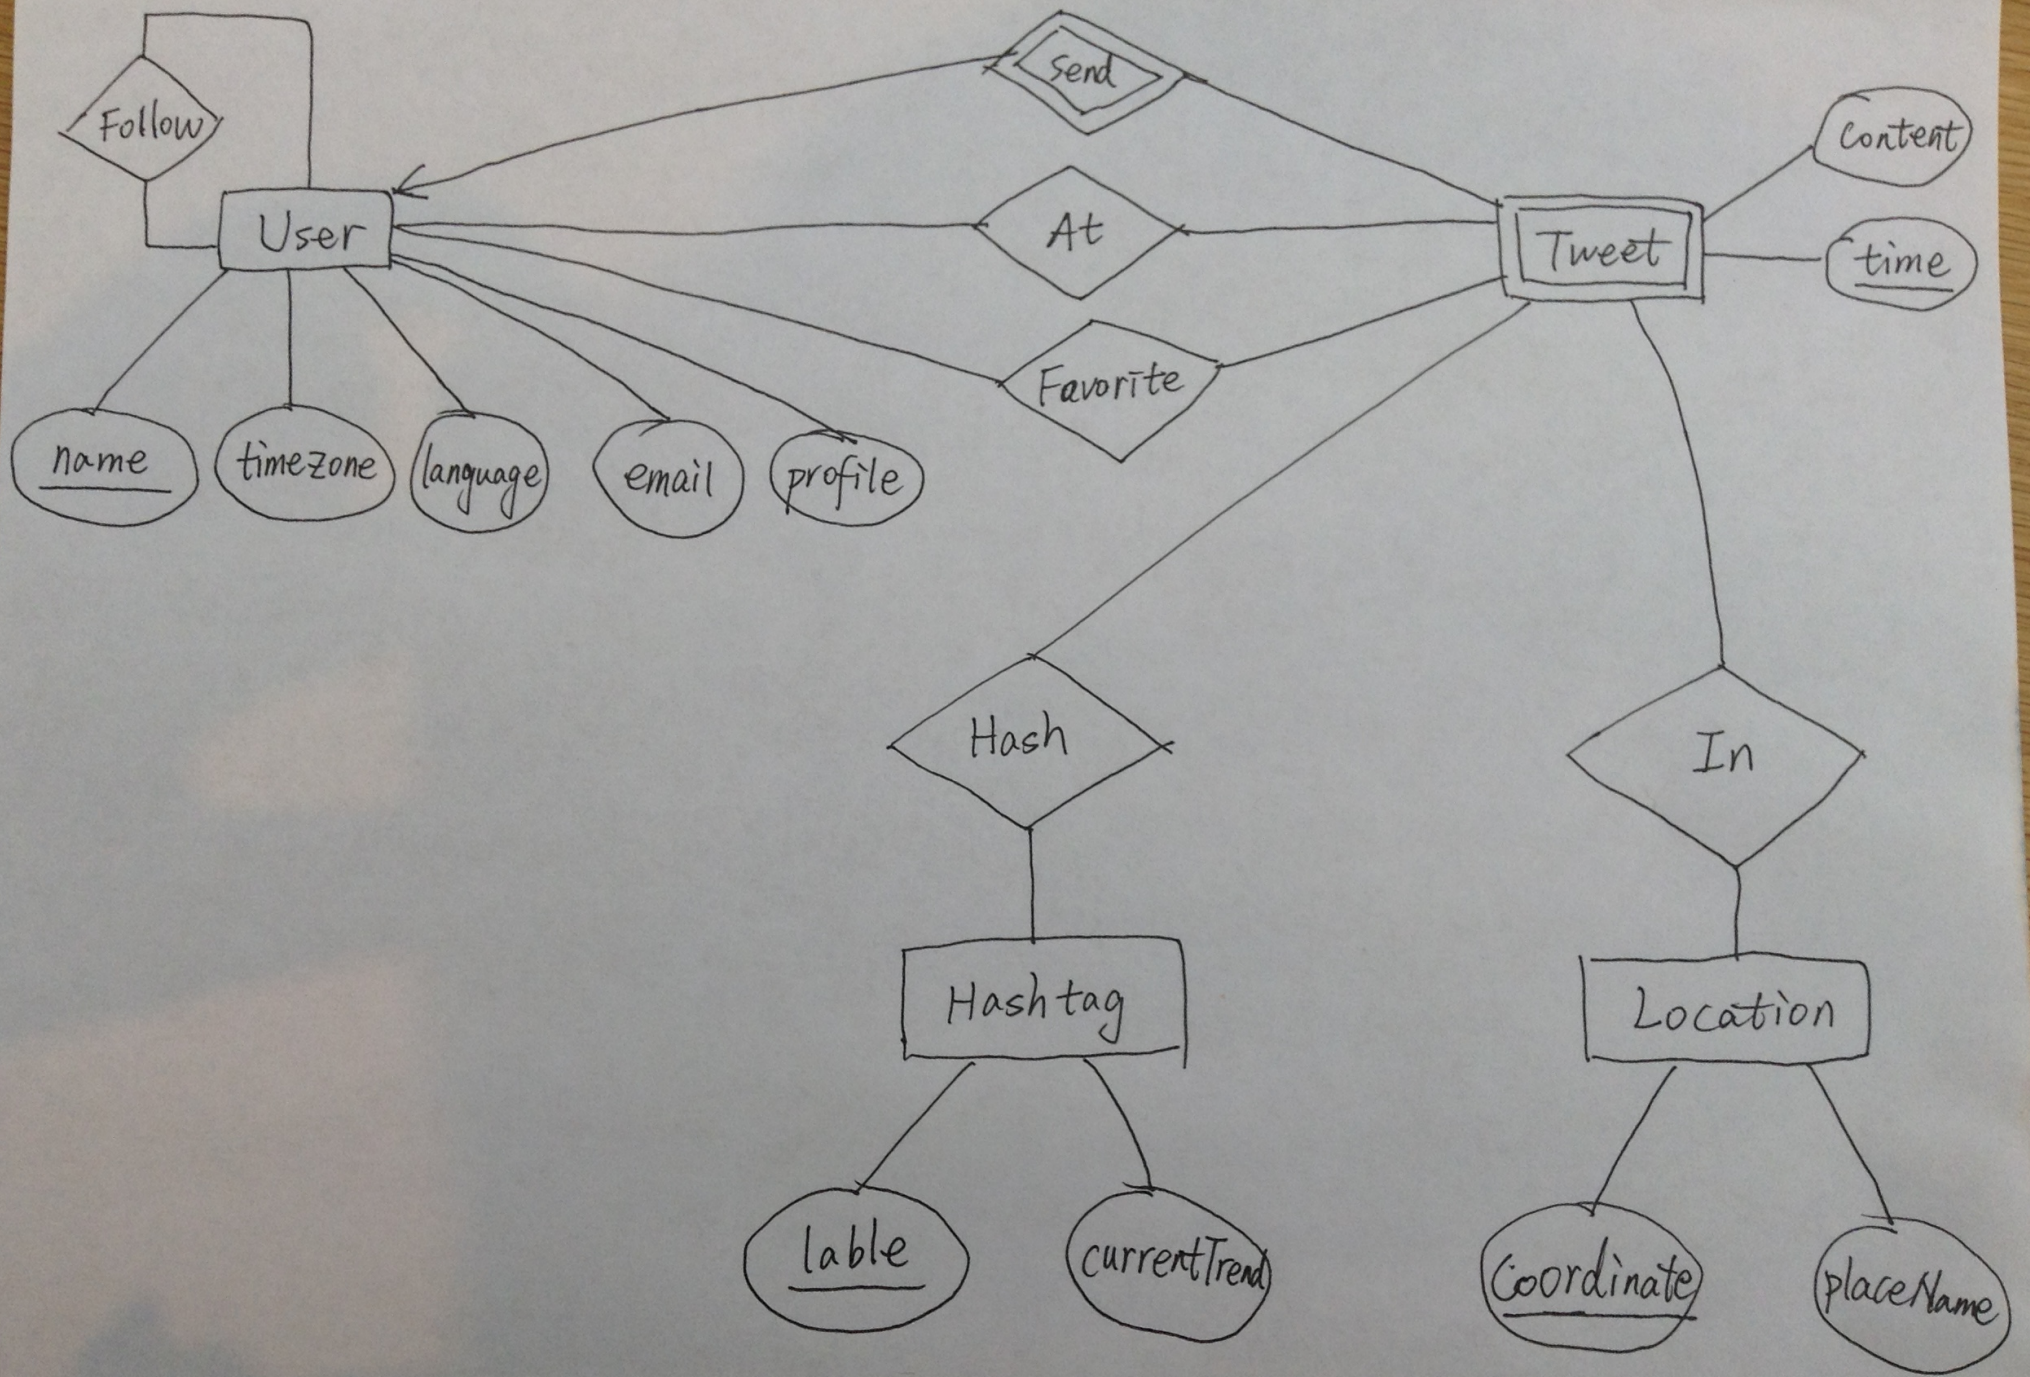 Send
Follow
Content
User
At
Tweet
time
Favorite
name
timezone
language
email
profile
Hash
In
Hashtag
Location
lable
currentTrend
Coordinate
placeName